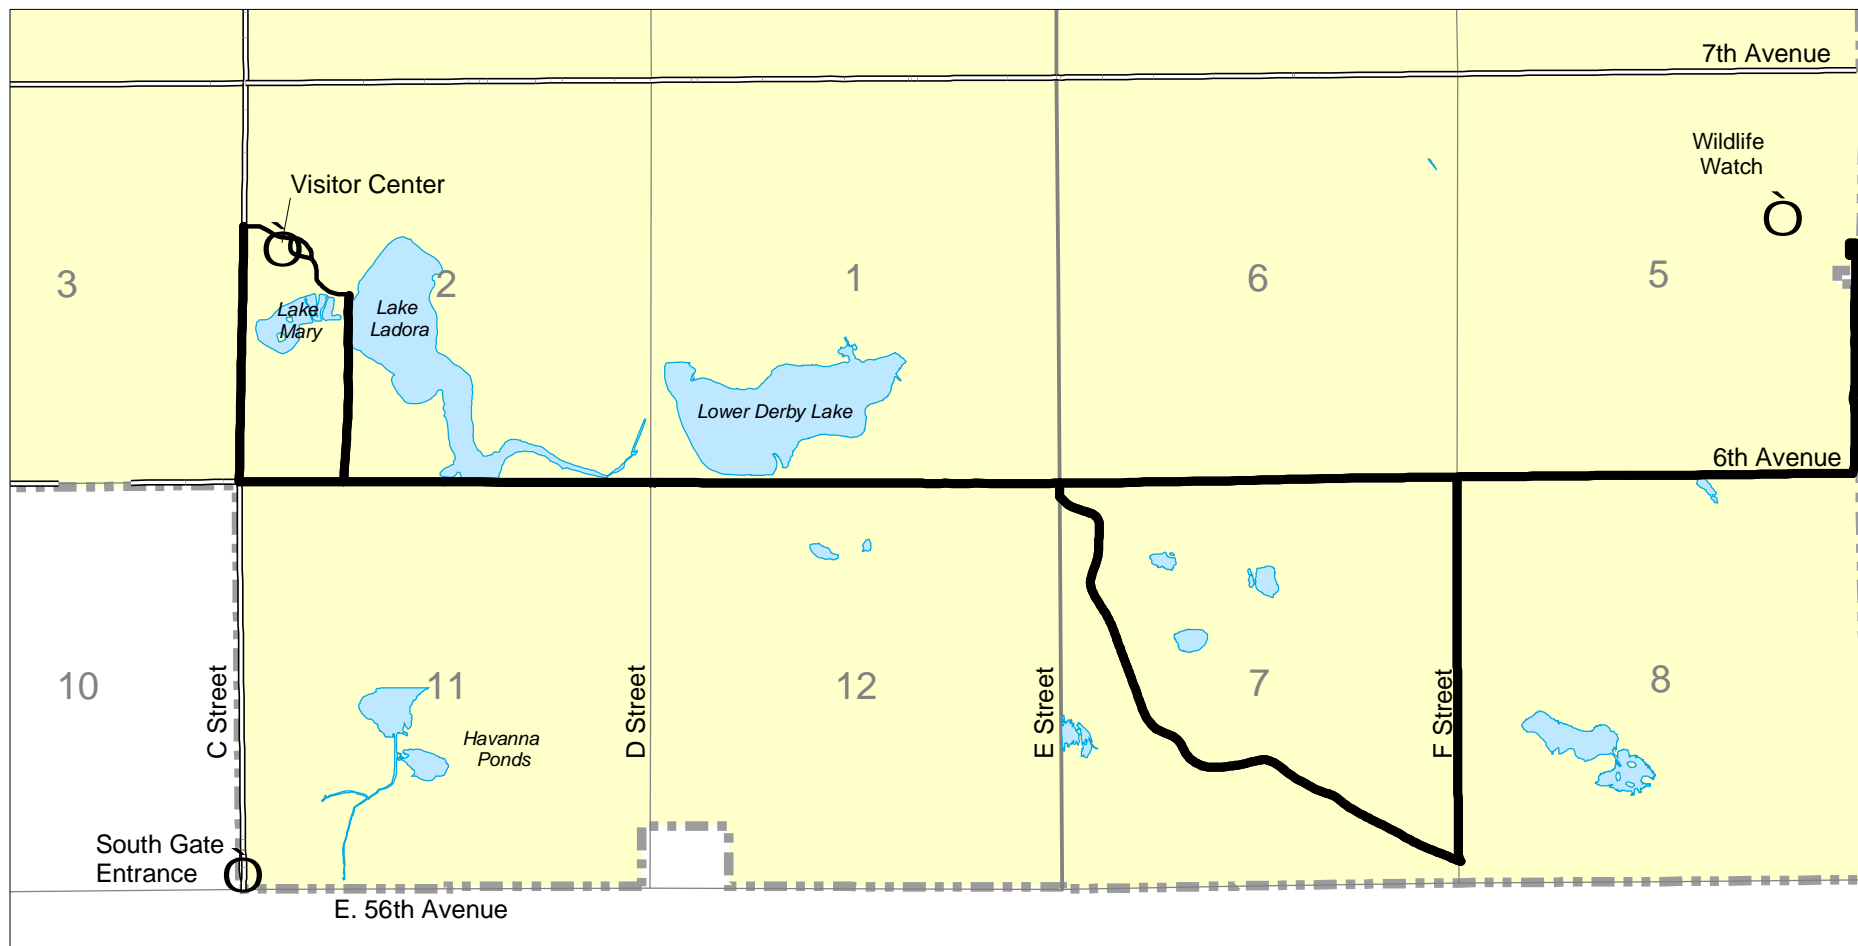 7th Avenue
Wildlife
Watch
Visitor Center
3
2
1
6
5
Lake
Mary
Lake
Ladora
Lower Derby Lake
6th Avenue
10
C Street
11
D Street
12
E Street
7
F Street
8
Havanna
Ponds
South Gate
Entrance
E. 56th Avenue